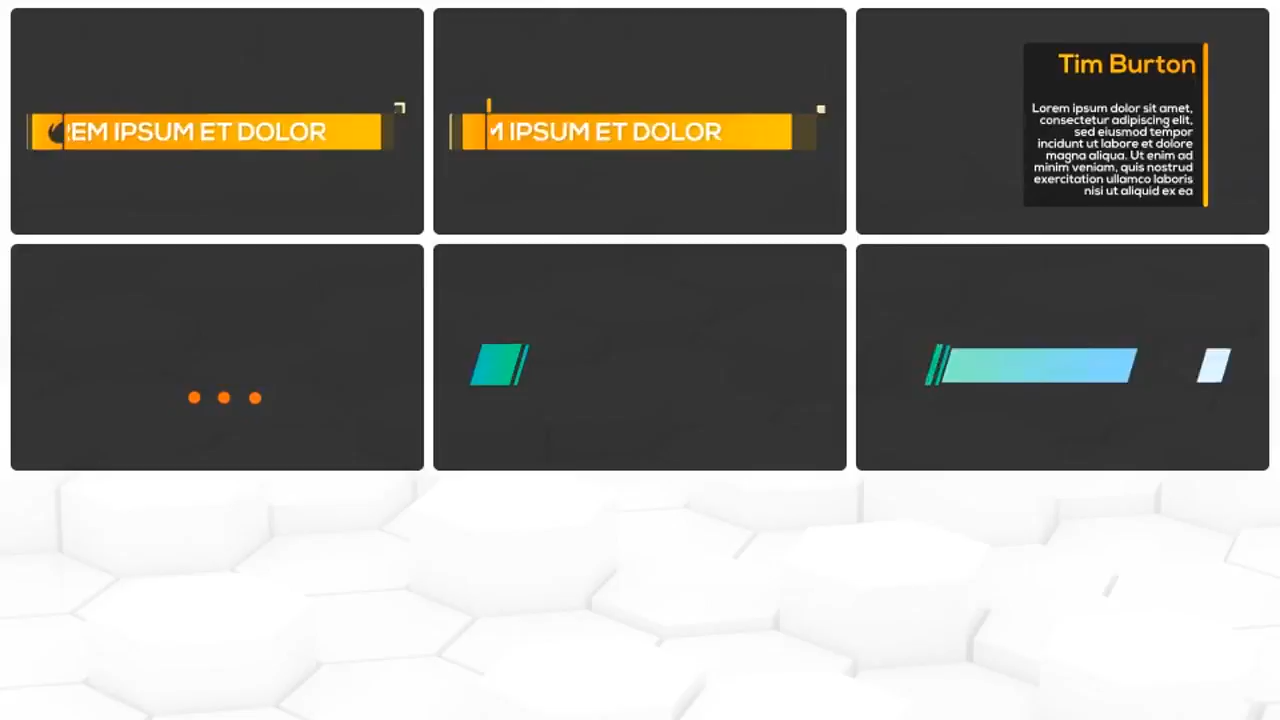 EM IPSUM ET DOLOR
IPSUM ET DOLOR
Tim Burton
Lorem ipsum dolor sit amet,
consectetur adipiscing elit,
sed eiusmod tempor
incidunt ut labore et dolore
magna aliqua. Ut enim ad
minim veniam, quis nostrud
exercitation ullamco laboris
nisi ut aliquid ex ea